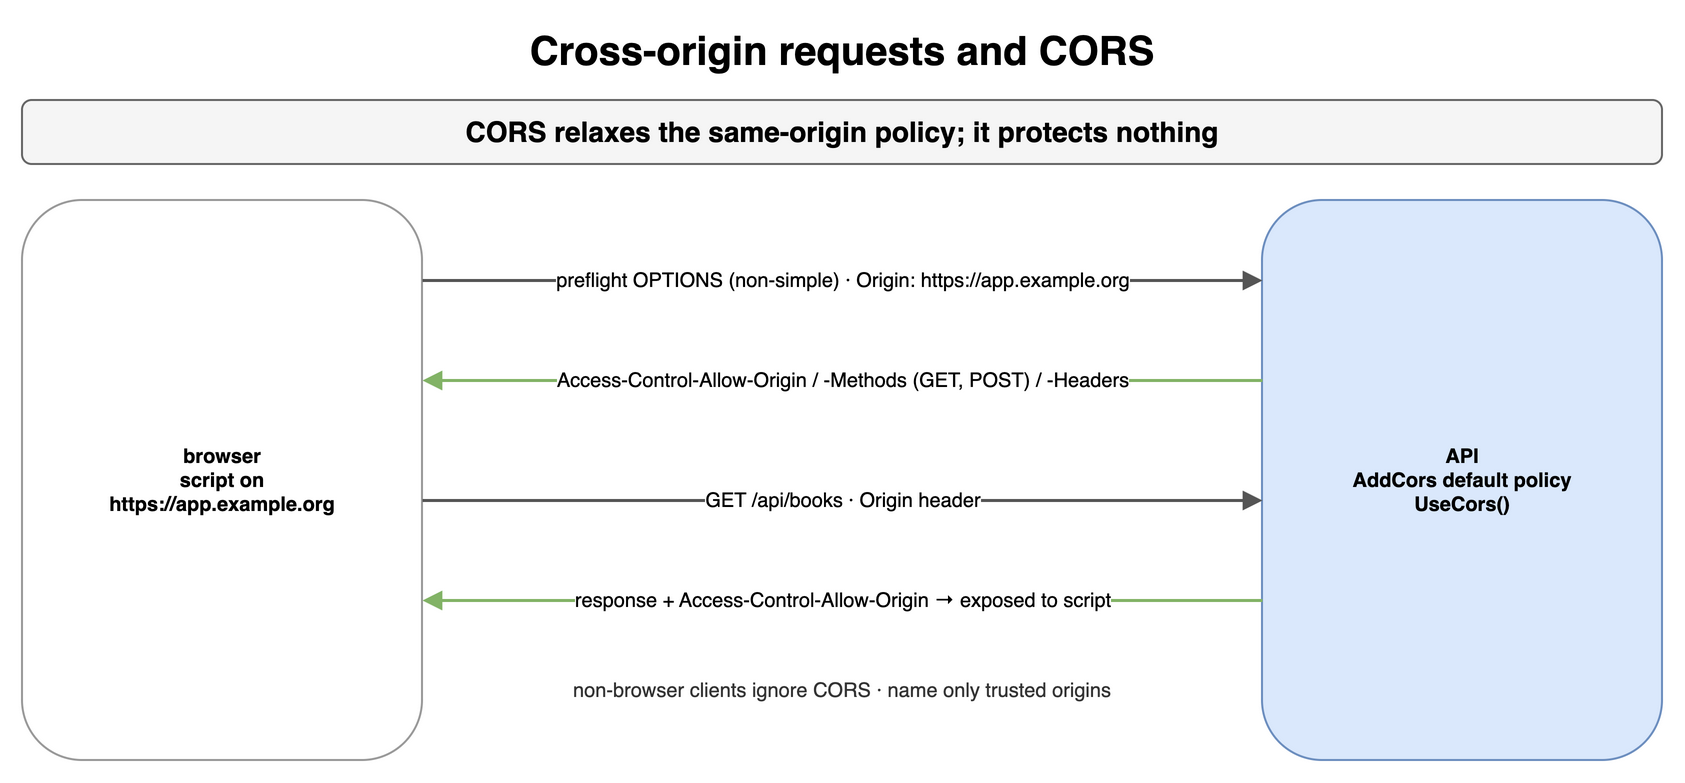 Cross-origin requests and CORS
CORS relaxes the same-origin policy; it protects nothing
preflight OPTIONS (non-simple) · Origin: https://app.example.org
Access-Control-Allow-Origin / -Methods (GET, POST) / -Headers
browser
script on
https://app.example.org
API
AddCors default policy
UseCors()
GET /api/books · Origin header
response + Access-Control-Allow-Origin → exposed to script
non-browser clients ignore CORS · name only trusted origins